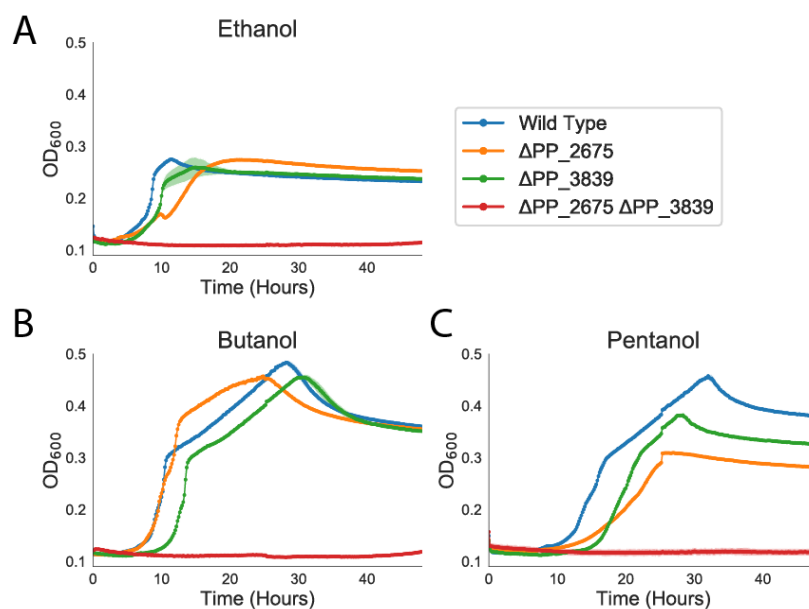 A
Ethanol
0.5
0.4
0.3
0.2
0.1
OD600
0
10
20
30
40
Time (Hours)
Wild Type
ΔPP_2675
ΔPP_3839
ΔPP_2675 ΔPP_3839
B
Butanol
0.5
0.4
0.3
0.2
0.1
OD600
0
10
20
30
40
Time (Hours)
C
Pentanol
0.5
0.4
0.3
0.2
0.1
OD600
0
10
20
30
40
Time (Hours)